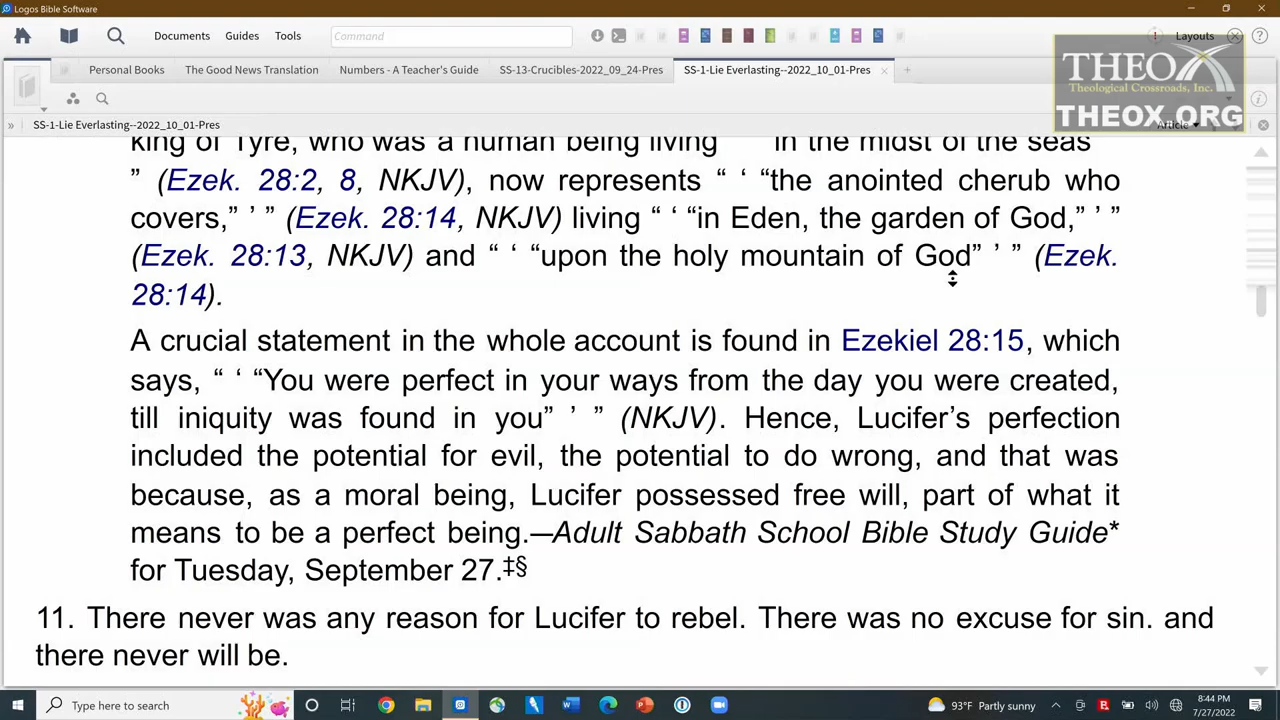 Logos Bible Software
Documents Guides Tools Command Layouts
Personal Books The Good News Translation Numbers - A Teacher's Guide SS-13-Crucibles-2022_09_24-Pres SS-1-Lie Everlasting--2022_10_01-Pres
THEOX
Theological Crossroads, Inc.
THEOX.ORG
SS-1-Lie Everlasting--2022_10_01-Pres Article
king of Tyre, who was a human being living “ ‘ “in the midst of the seas
” (Ezek. 28:2, 8, NKJV), now represents “ ‘ “the anointed cherub who
covers,” ’ ” (Ezek. 28:14, NKJV) living “ ‘ “in Eden, the garden of God,” ’ ”
(Ezek. 28:13, NKJV) and “ ‘ “upon the holy mountain of God” ’ ” (Ezek.
28:14).
A crucial statement in the whole account is found in Ezekiel 28:15, which
says, “ ‘ “You were perfect in your ways from the day you were created,
till iniquity was found in you” ’ ” (NKJV). Hence, Lucifer’s perfection
included the potential for evil, the potential to do wrong, and that was
because, as a moral being, Lucifer possessed free will, part of what it
means to be a perfect being.—Adult Sabbath School Bible Study Guide*
for Tuesday, September 27.‡§
11. There never was any reason for Lucifer to rebel. There was no excuse for sin. and
there never will be.
Type here to search
93°F Partly sunny
8:44 PM
7/27/2022